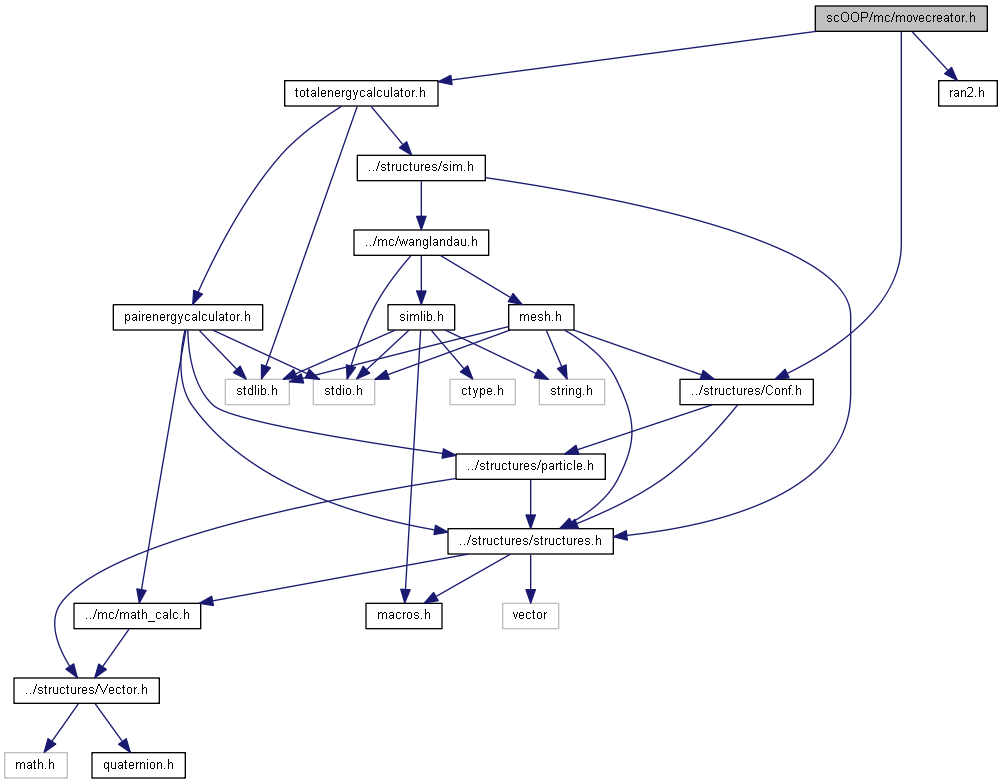 scOOP/mc/movecreator.h
totalenergycalculator.h
ran2.h
../structures/sim.h
../mc/wanglandau.h
pairenergycalculator.h
simlib.h
mesh.h
stdlib.h
stdio.h
ctype.h
string.h
../structures/Conf.h
../structures/particle.h
../structures/structures.h
../mc/math_calc.h
macros.h
vector
../structures/Vector.h
math.h
quaternion.h